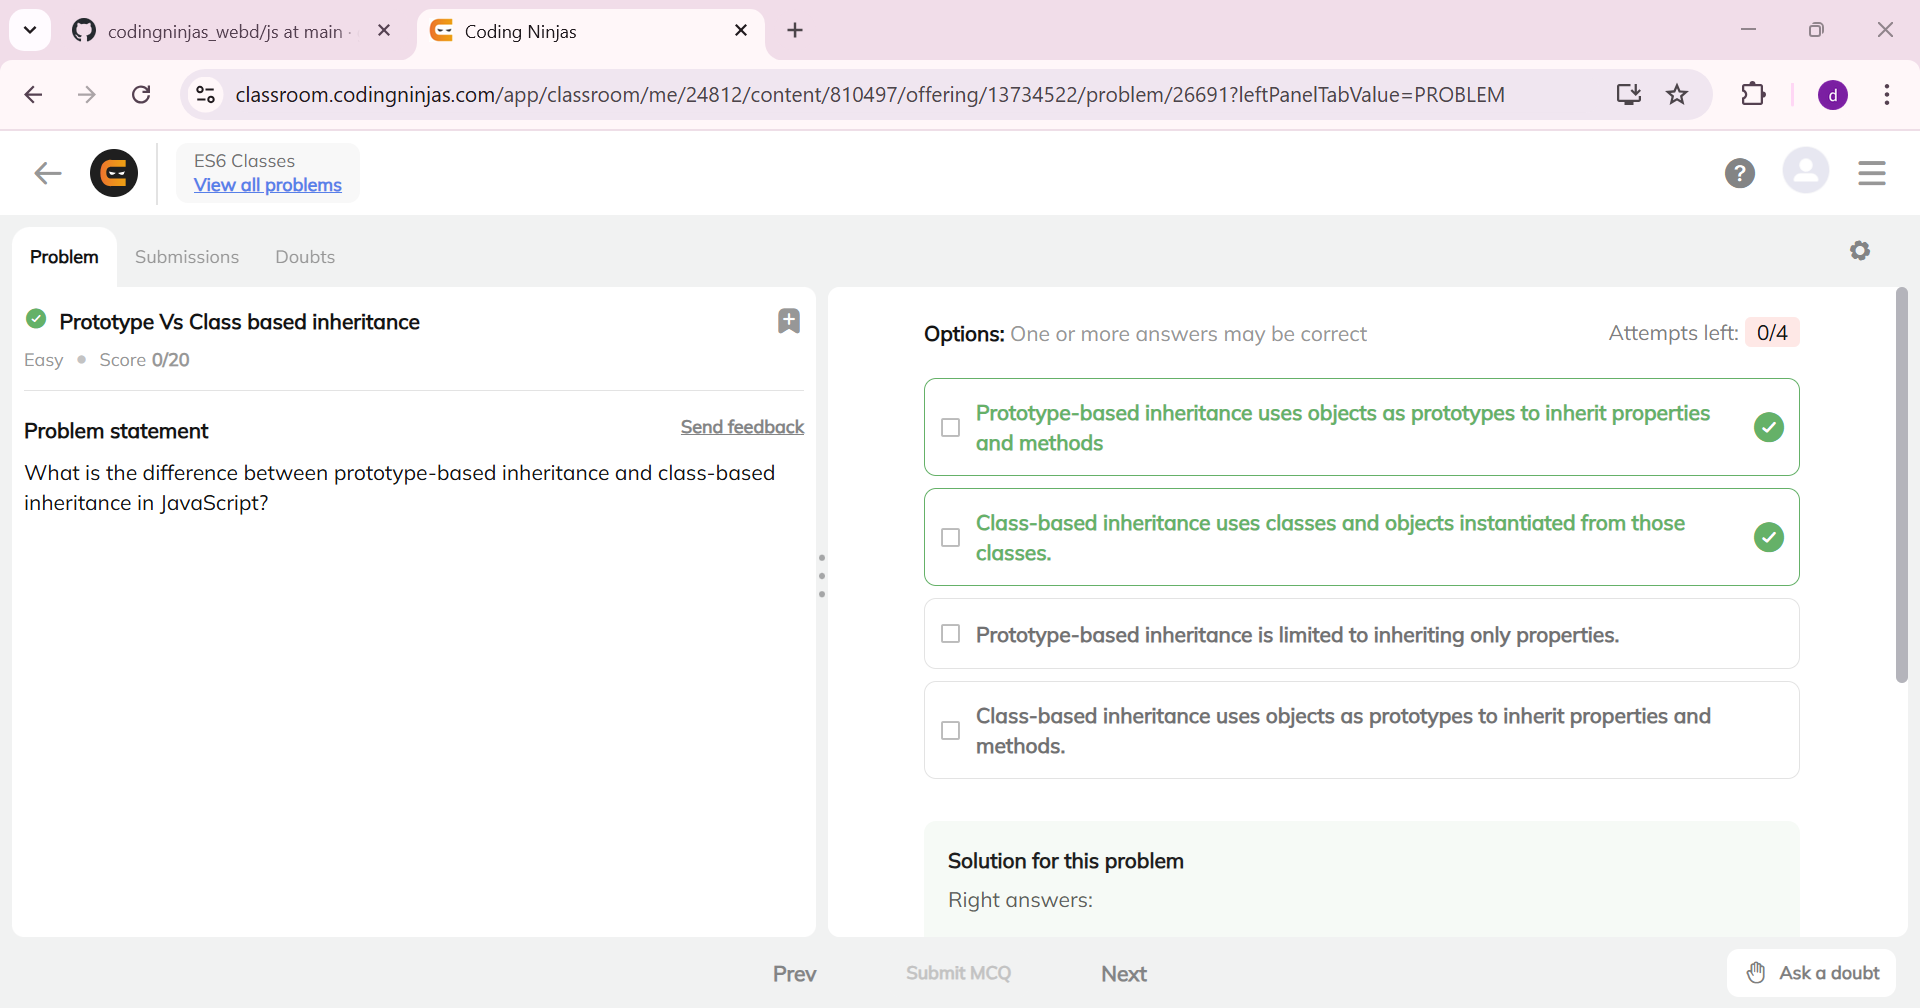 codingninjas_webd/js at main ·
Coding Ninjas
classroom.codingninjas.com/app/classroom/me/24812/content/810497/offering/13734522/problem/26691?leftPanelTabValue=PROBLEM
d
ES6 Classes
View all problems
?
Problem
Submissions
Doubts
Prototype Vs Class based inheritance
Easy • Score 0/20
Problem statement
Send feedback
What is the difference between prototype-based inheritance and class-based
inheritance in JavaScript?
Options: One or more answers may be correct
Attempts left: 0/4
Prototype-based inheritance uses objects as prototypes to inherit properties
and methods
Class-based inheritance uses classes and objects instantiated from those
classes.
Prototype-based inheritance is limited to inheriting only properties.
Class-based inheritance uses objects as prototypes to inherit properties and
methods.
Solution for this problem
Right answers:
Prev
Submit MCQ
Next
Ask a doubt